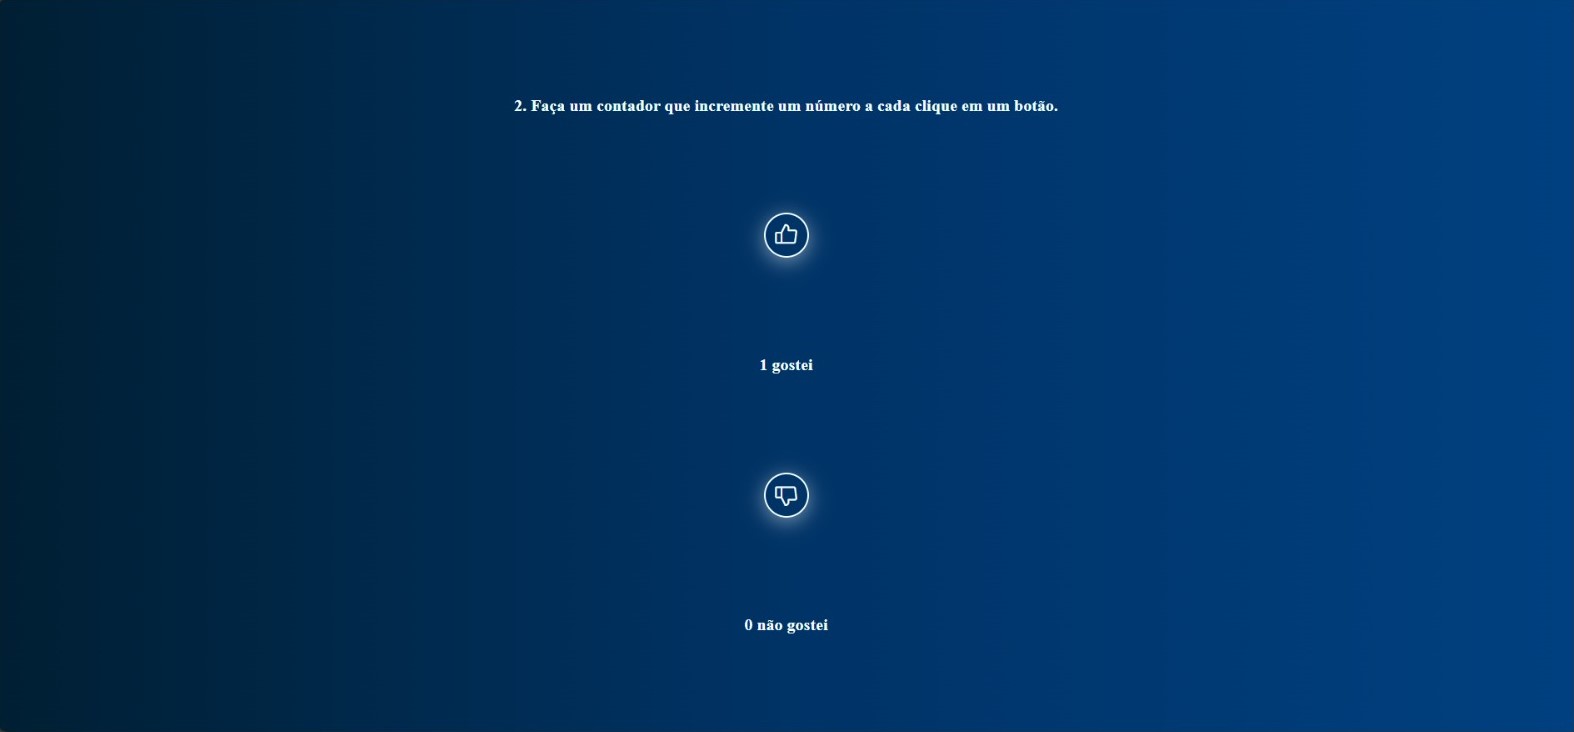 2. Faça um contador que incremente um número a cada clique em um botão.
1 gostei
0 não gostei